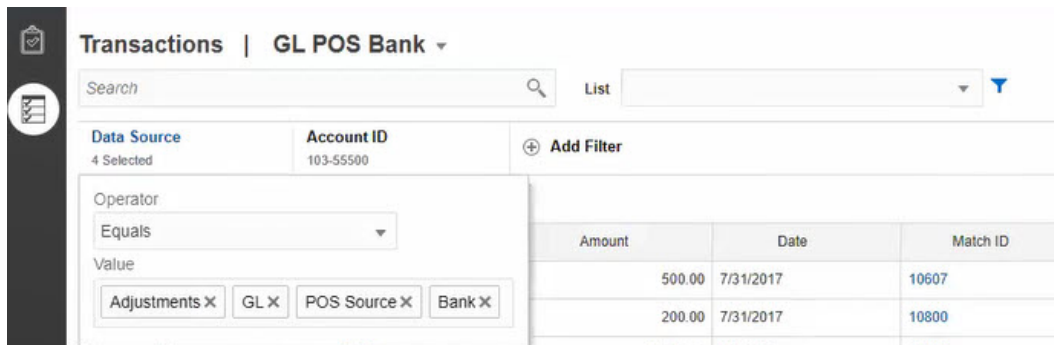 Transactions | GL POS Bank
Search
List
Data Source
4 Selected
Account ID
103-55500
Add Filter
Operator
Equals
Value
Adjustments × GL × POS Source × Bank ×
Amount Date Match ID
500.00 7/31/2017 10607
200.00 7/31/2017 10800